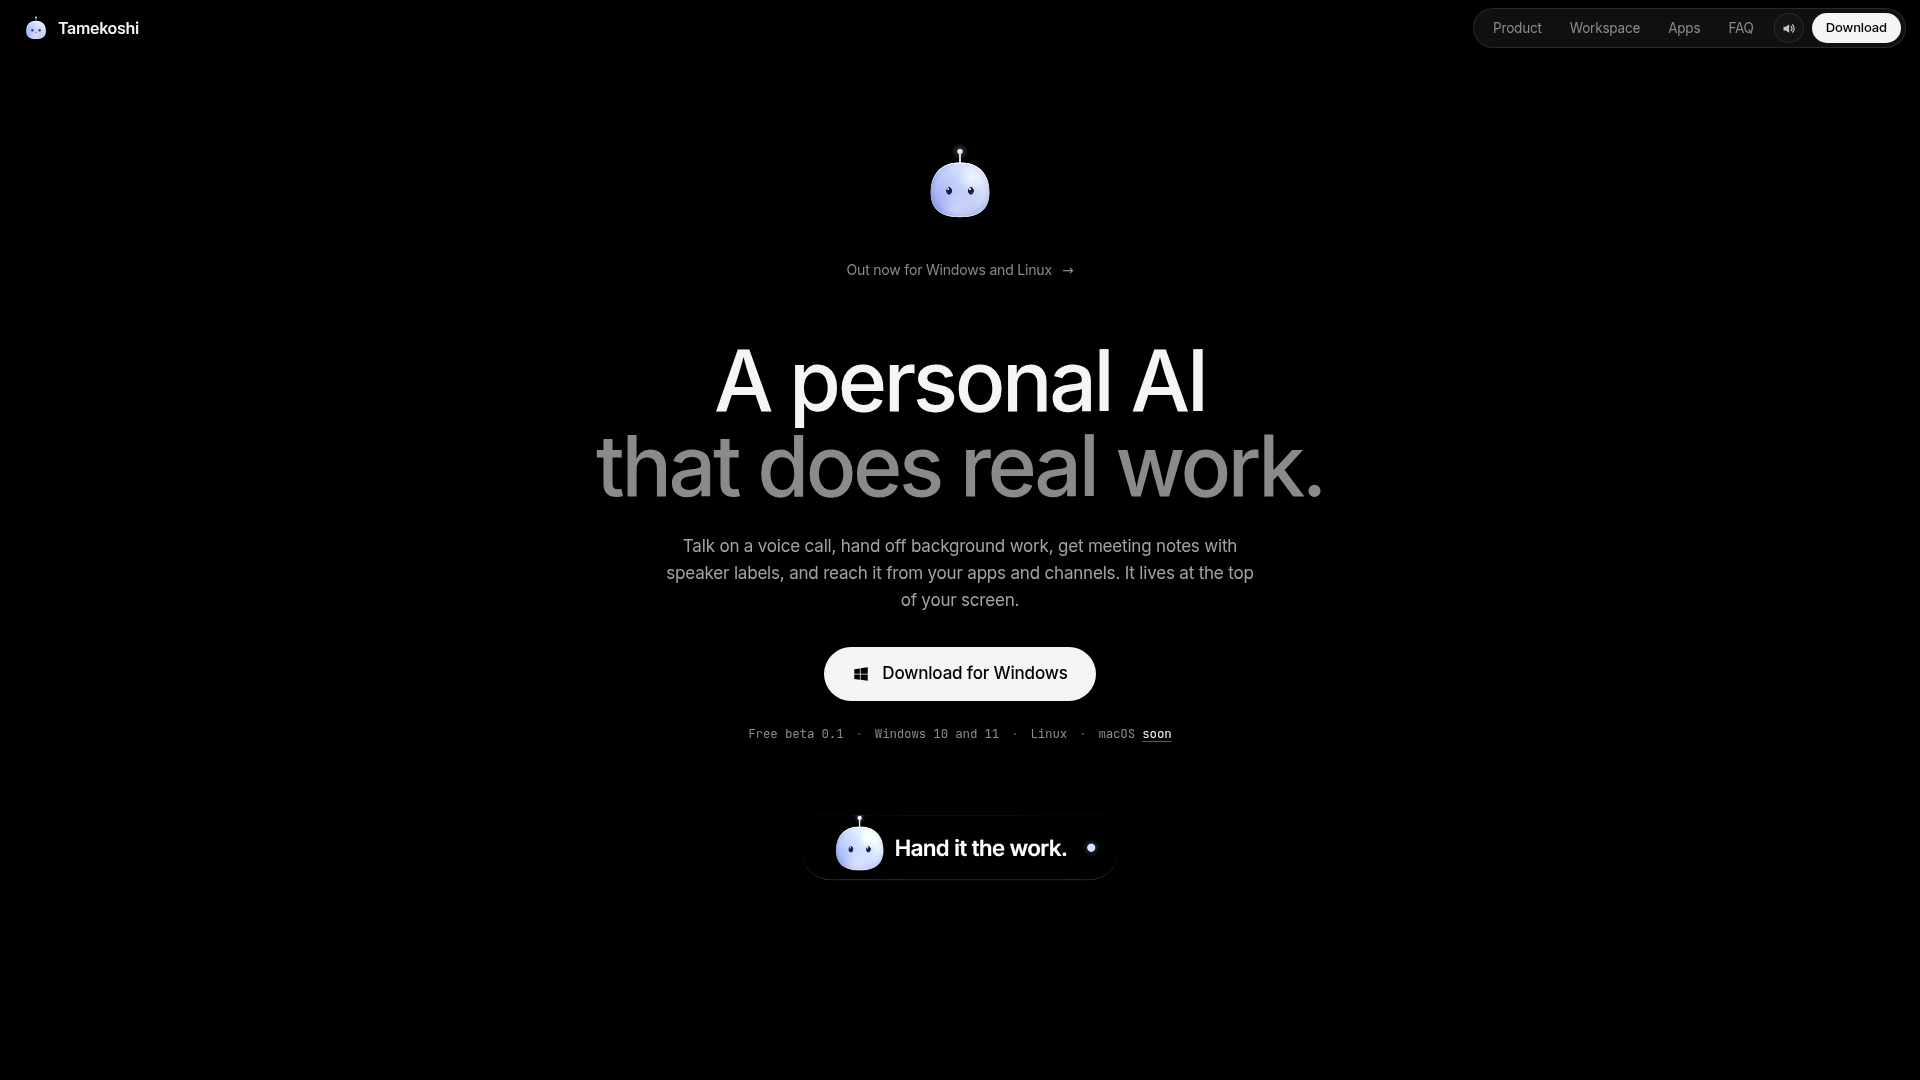 Tamekoshi
Product
Workspace
Apps
FAQ
Download
Out now for Windows and Linux →
A personal AI
that does real work.
Talk on a voice call, hand off background work, get meeting notes with
speaker labels, and reach it from your apps and channels. It lives at the top
of your screen.
Download for Windows
Free beta 0.1 · Windows 10 and 11 · Linux · macOS soon
Hand it the work.